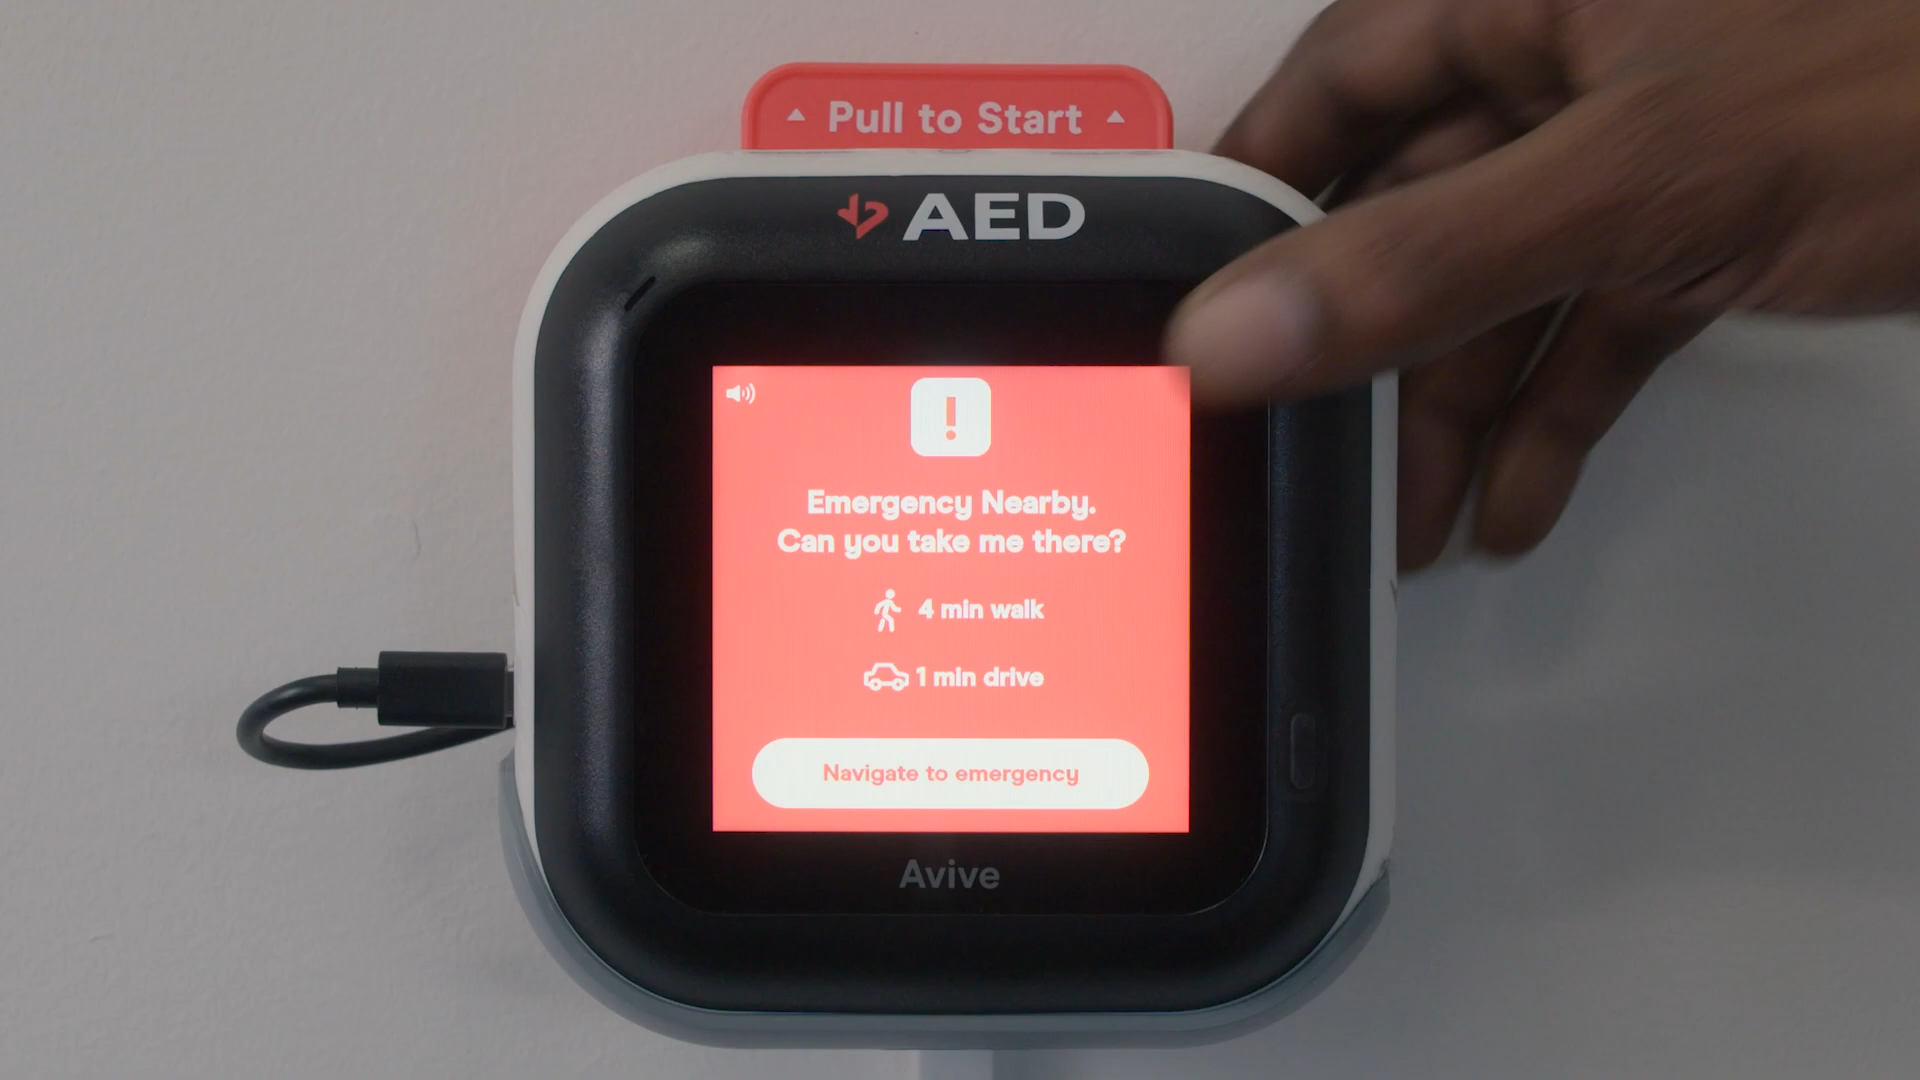 Pull to Start
AED
Emergency Nearby.
Can you take me there?
4 min walk
1 min drive
Navigate to emergency
Avive